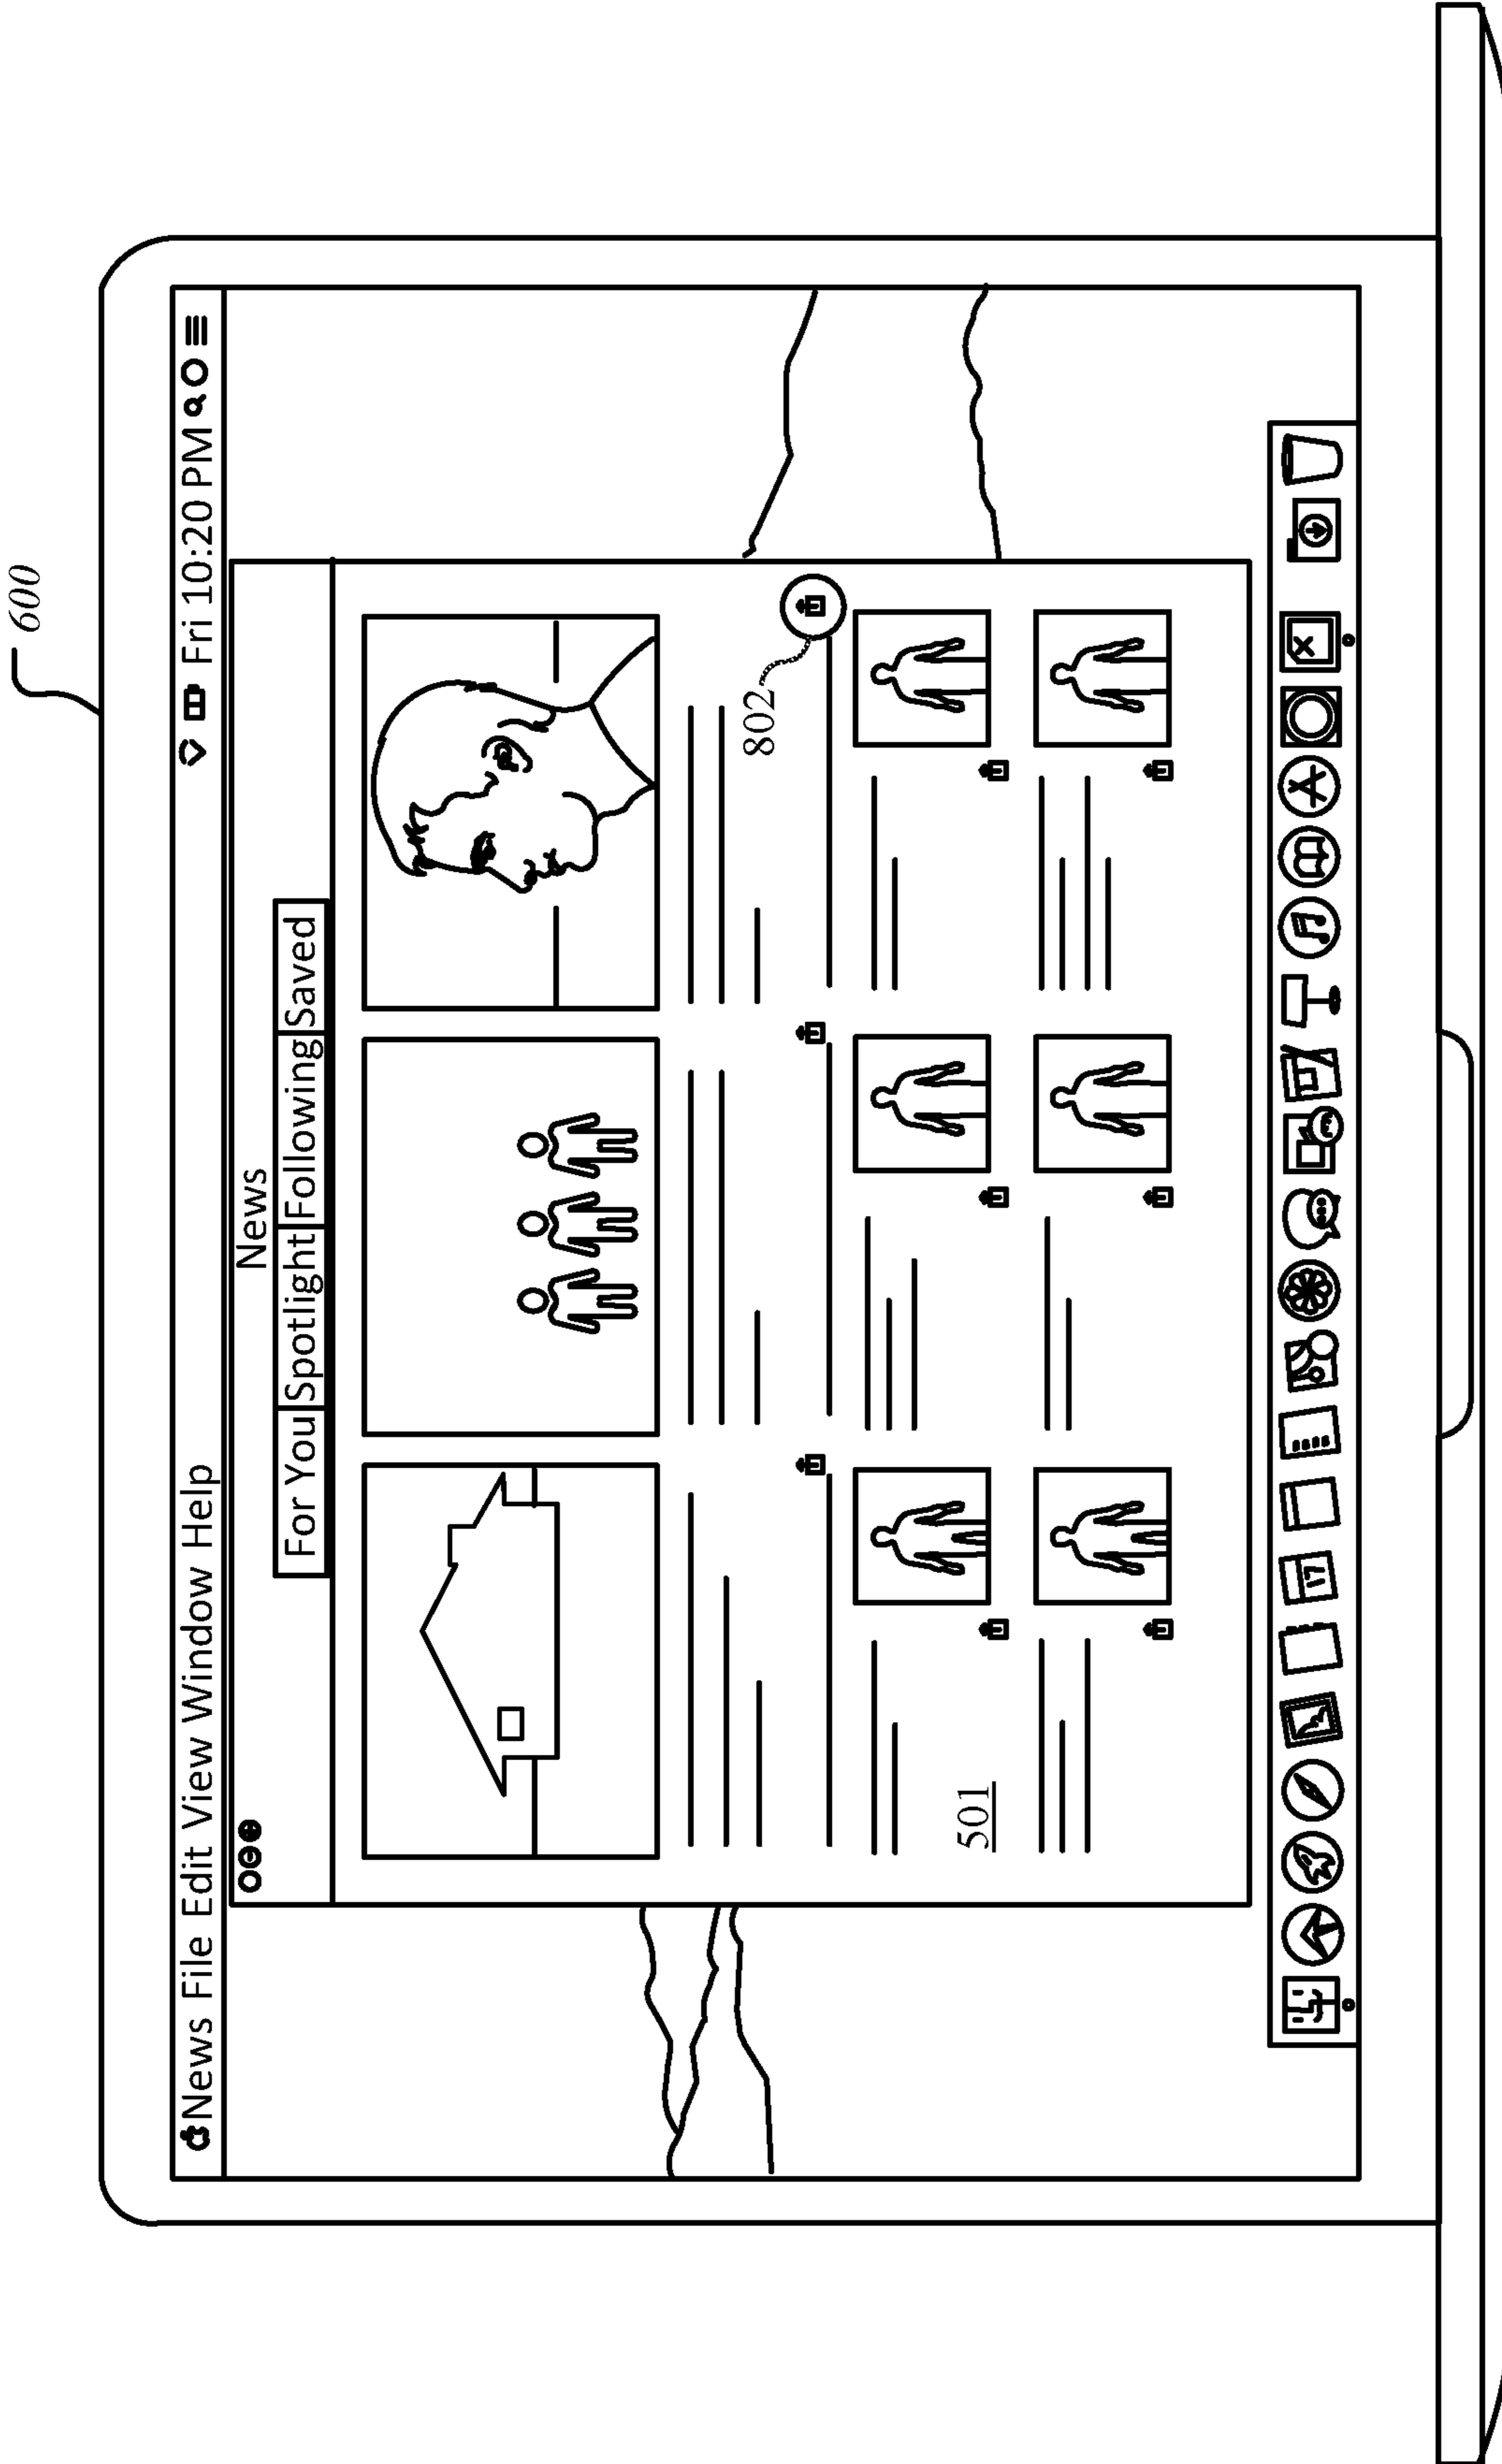 600
News File Edit View Window Help Fri 10:20 PM
News
For You Spotlight Following Saved
802
501
17